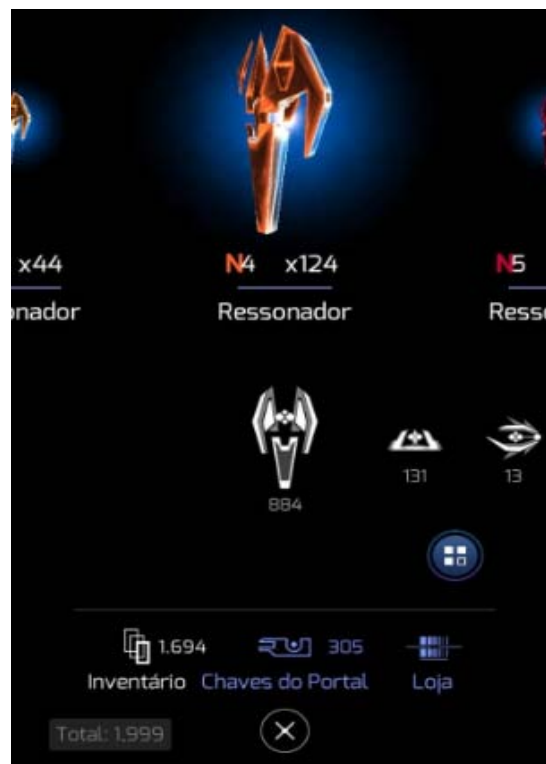 x44 N4 x124 N5
onador Ressonador Resso
884 131 13
1.694 305
Inventário Chaves do Portal Loja
Total: 1,999